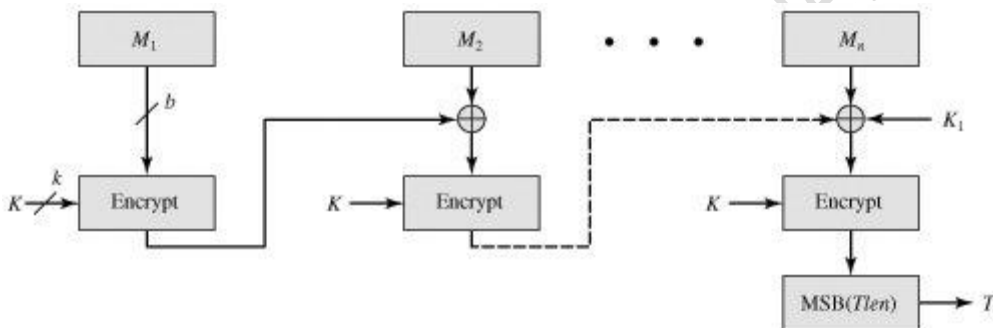 M₁ M₂ • • • Mₙ
b
K₁
k
K Encrypt K Encrypt K Encrypt
MSB(Tlen) T